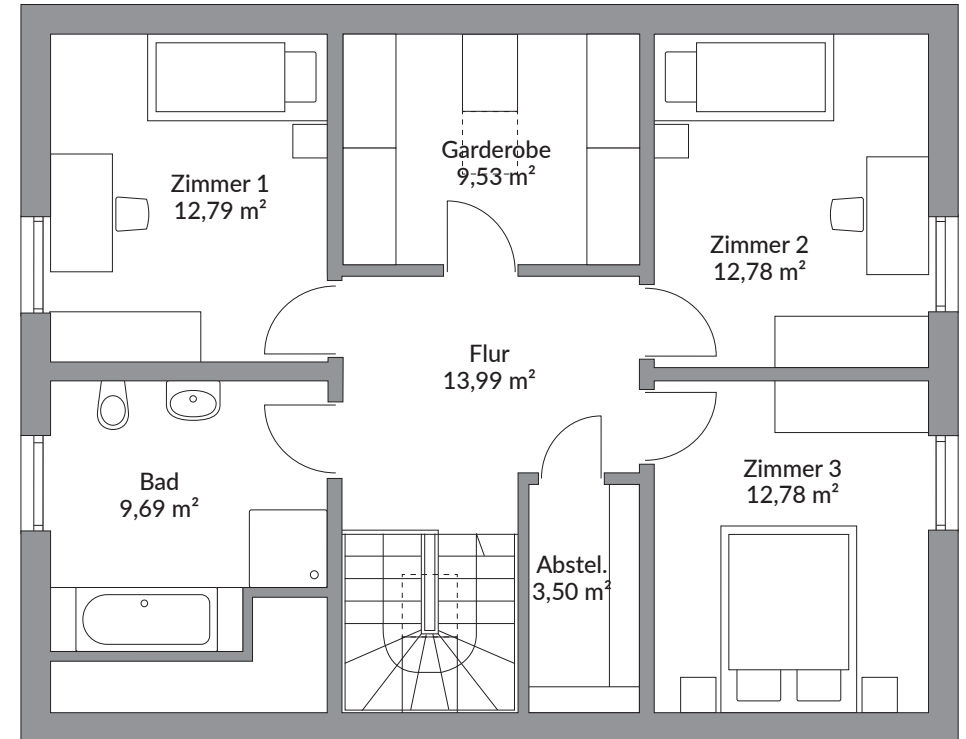 Garderobe
9,53 m²
Zimmer 1
12,79 m²
Zimmer 2
12,78 m²
Flur
13,99 m²
Bad
9,69 m²
Zimmer 3
12,78 m²
Abstel.
3,50 m²